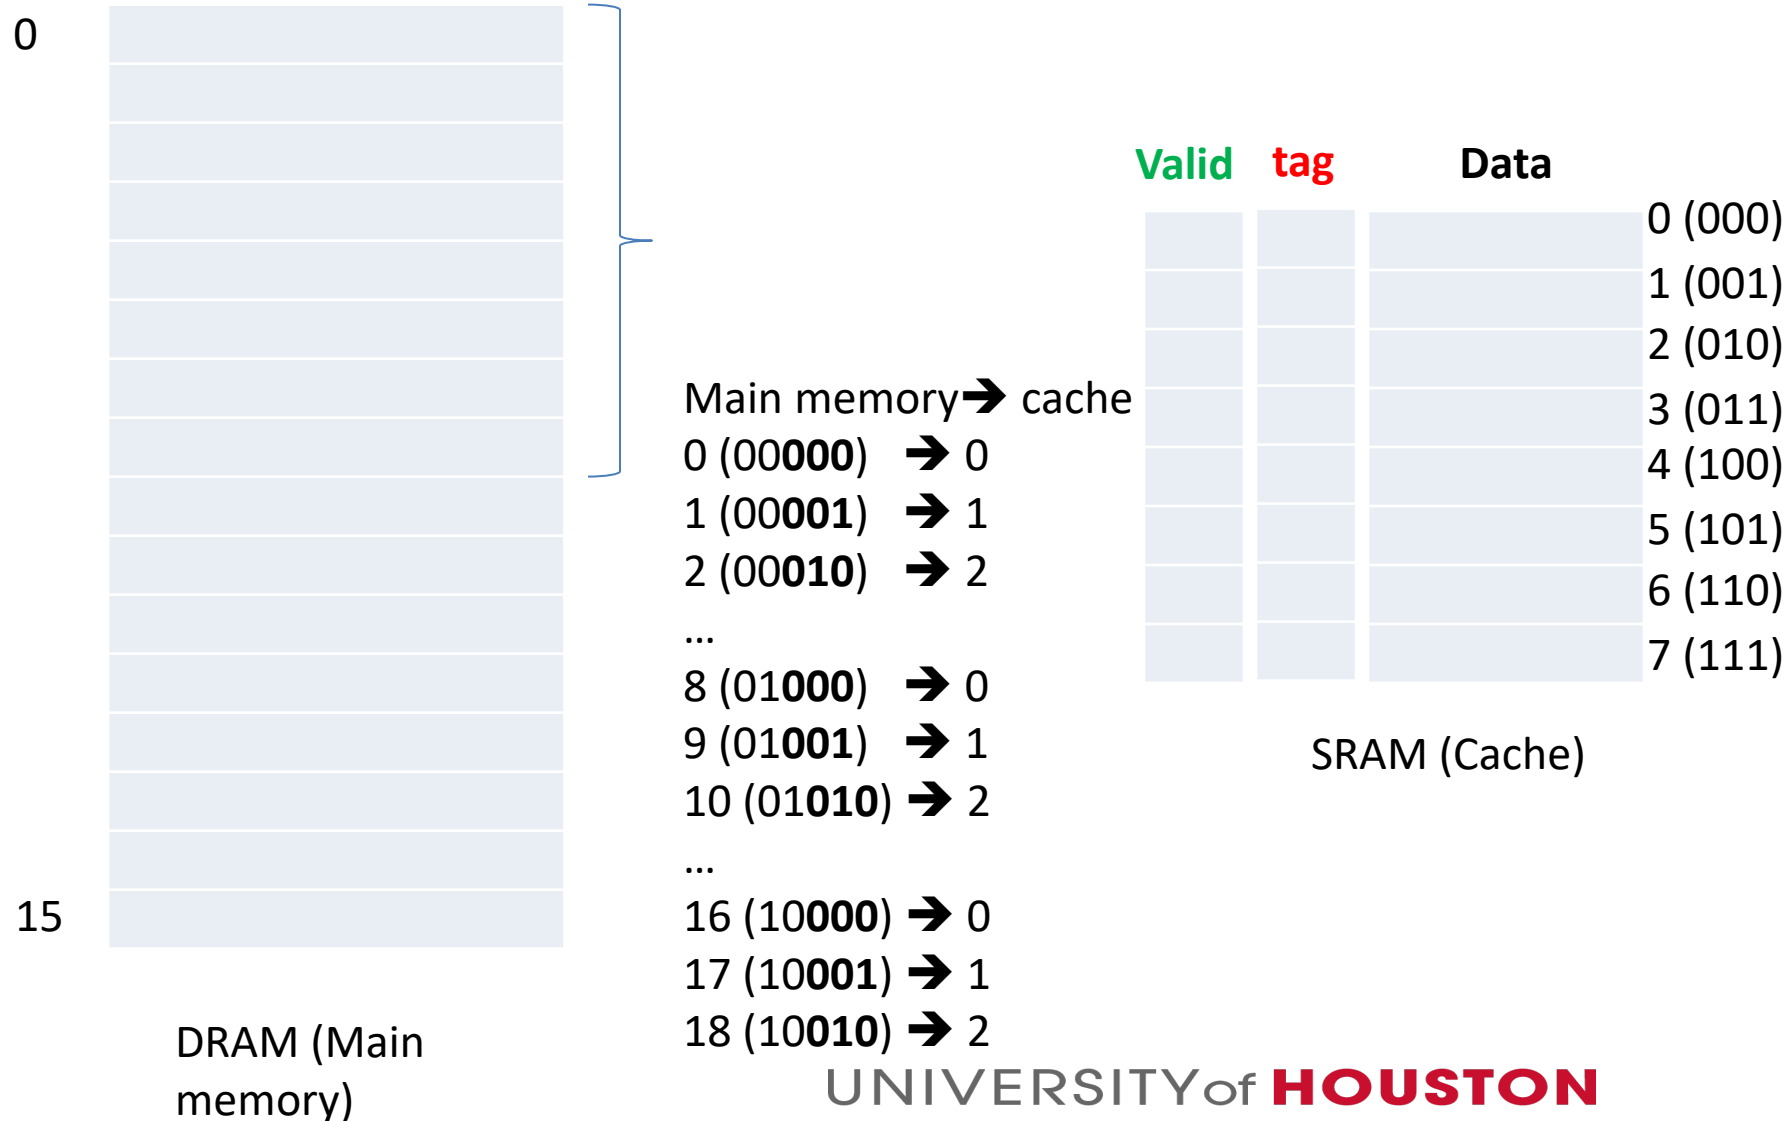 0
15
DRAM (Main
memory)
Main memory➔ cache
0 (00000) ➔ 0
1 (00001) ➔ 1
2 (00010) ➔ 2
…
8 (01000) ➔ 0
9 (01001) ➔ 1
10 (01010) ➔ 2
…
16 (10000) ➔ 0
17 (10001) ➔ 1
18 (10010) ➔ 2
Valid tag Data
0 (000)
1 (001)
2 (010)
3 (011)
4 (100)
5 (101)
6 (110)
7 (111)
SRAM (Cache)
UNIVERSITYof HOUSTON